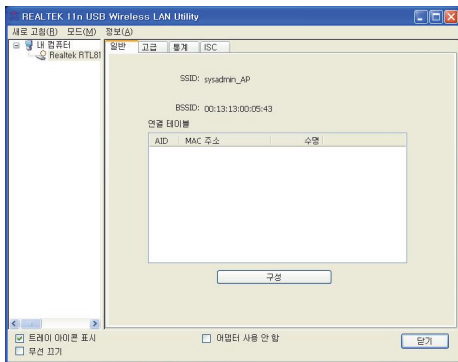 REALTEK 11n USB Wireless LAN Utility
새로 고침(R) 모드(M) 정보(A)
내 컴퓨터
Realtek RTL81
일반 고급 통계 ISC
SSID: sysadmin_AP
BSSID: 00:13:13:00:05:43
연결 테이블
AID MAC 주소 수명
구성
트레이 아이콘 표시
무선 끄기
어댑터 사용 안 함
닫기